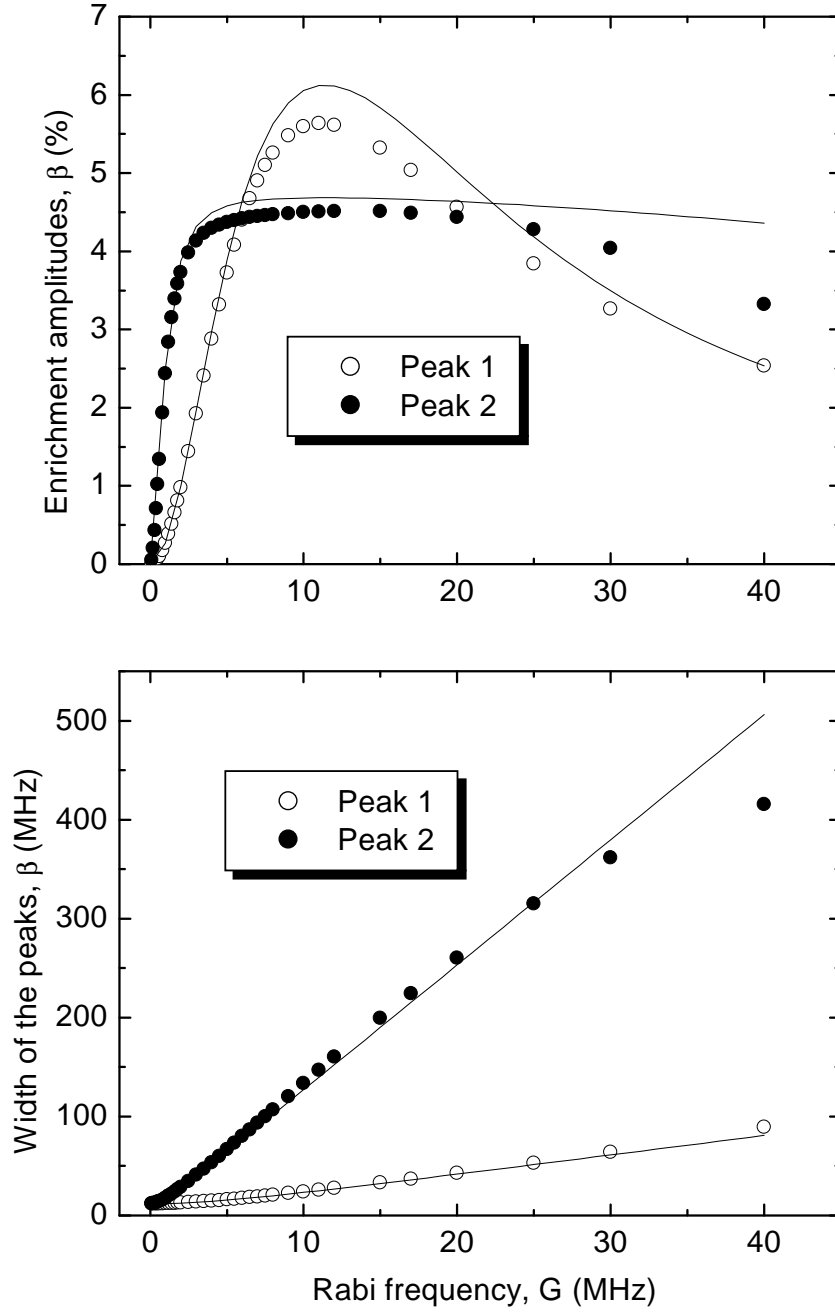 7
6
5
4
3
2
1
0
Enrichment amplitudes, β (%)
Peak 1
Peak 2
0 10 20 30 40
500
400
300
200
100
0
Width of the peaks, β (MHz)
Peak 1
Peak 2
0 10 20 30 40
Rabi frequency, G (MHz)